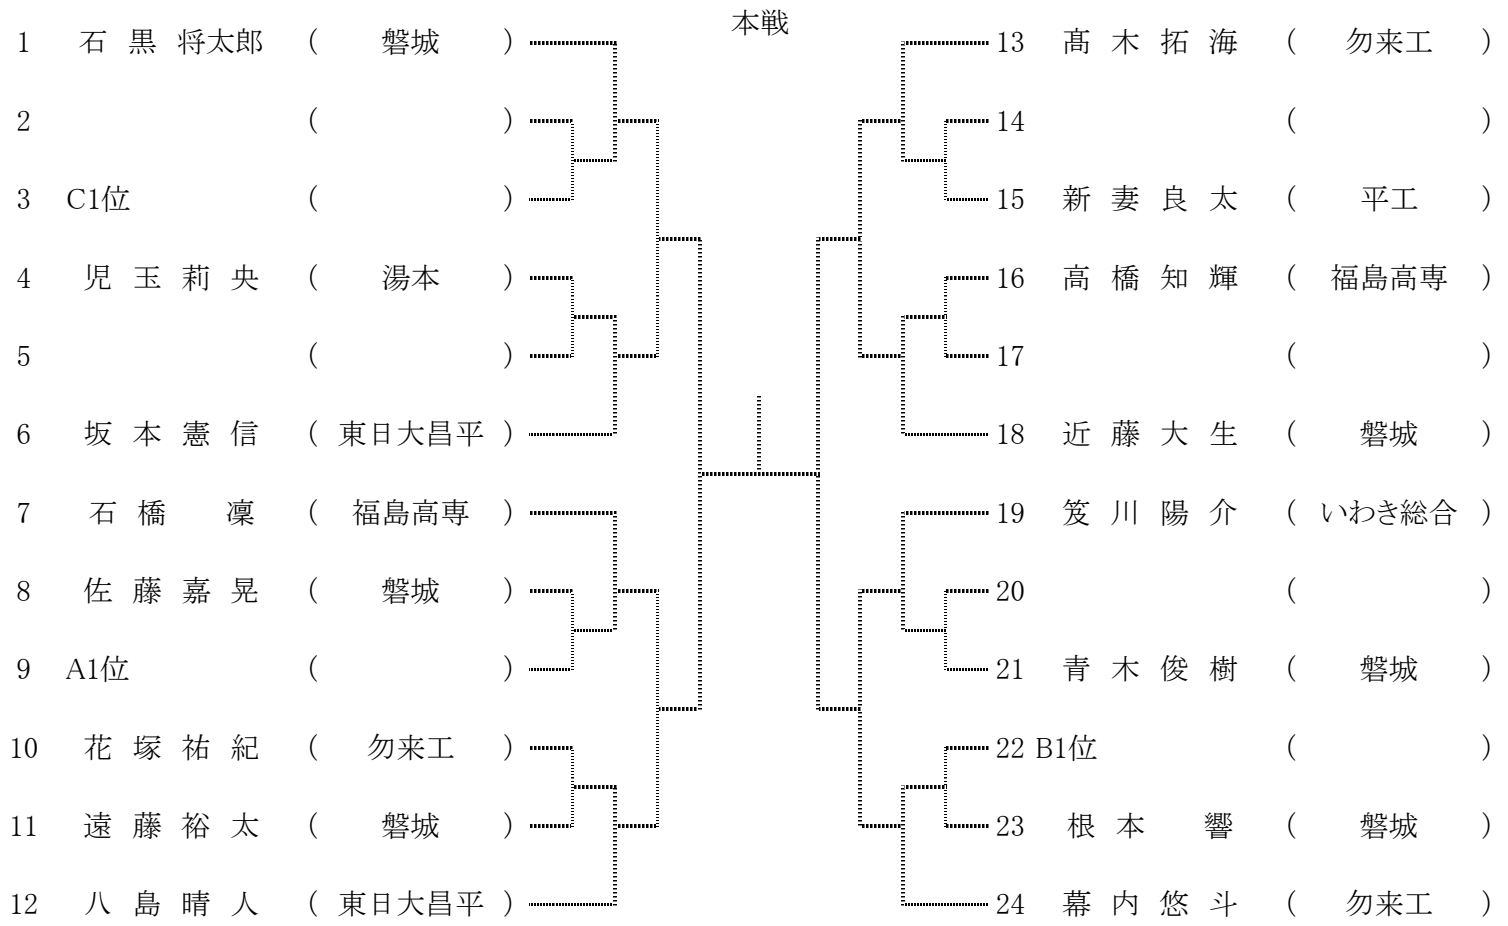 本戦
1 石 黒 将太郎 ( 磐城 )
2 ( )
3 C1位 ( )
4 児 玉 莉 央 ( 湯本 )
5 ( )
6 坂 本 憲 信 ( 東日大昌平 )
7 石 橋 凜 ( 福島高専 )
8 佐 藤 嘉 晃 ( 磐城 )
9 A1位 ( )
10 花 塚 祐 紀 ( 勿来工 )
11 遠 藤 裕 太 ( 磐城 )
12 八 島 晴 人 ( 東日大昌平 )
13 髙 木 拓 海 ( 勿来工 )
14 ( )
15 新 妻 良 太 ( 平工 )
16 高 橋 知 輝 ( 福島高専 )
17 ( )
18 近 藤 大 生 ( 磐城 )
19 笈 川 陽 介 ( いわき総合 )
20 ( )
21 青 木 俊 樹 ( 磐城 )
22 B1位 ( )
23 根 本 響 ( 磐城 )
24 幕 内 悠 斗 ( 勿来工 )